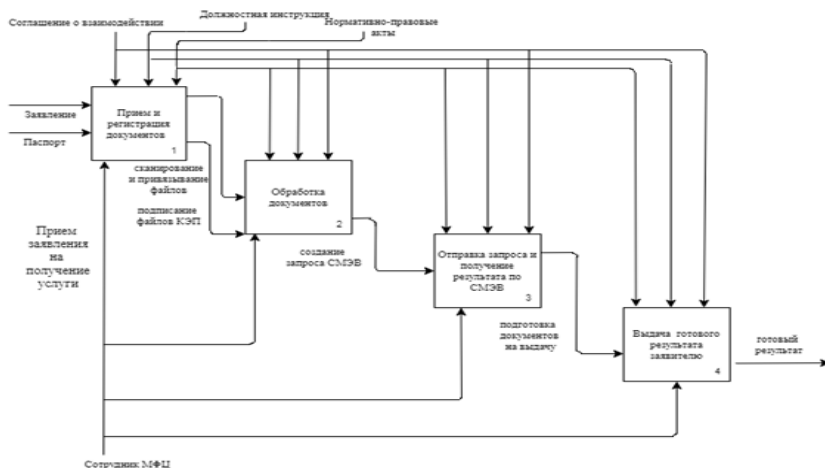 Должностная инструкция
Соглашение о взаимодействии
Нормативно-правовые
акты
Заявление
Паспорт
Прием и
регистрация
документов
1
сканирование
и привязывание
файлов
подписание
файлов КЭП
Обработка
документов
2
Прием
заявления
на
получение
услуги
создание
запроса СМЭВ
Отправка запроса и
получение
результата по
СМЭВ
3
подготовка
документов
на выдачу
Выдача готового
результата
заявителю
4
готовый
результат
Сотрудник МФЦ